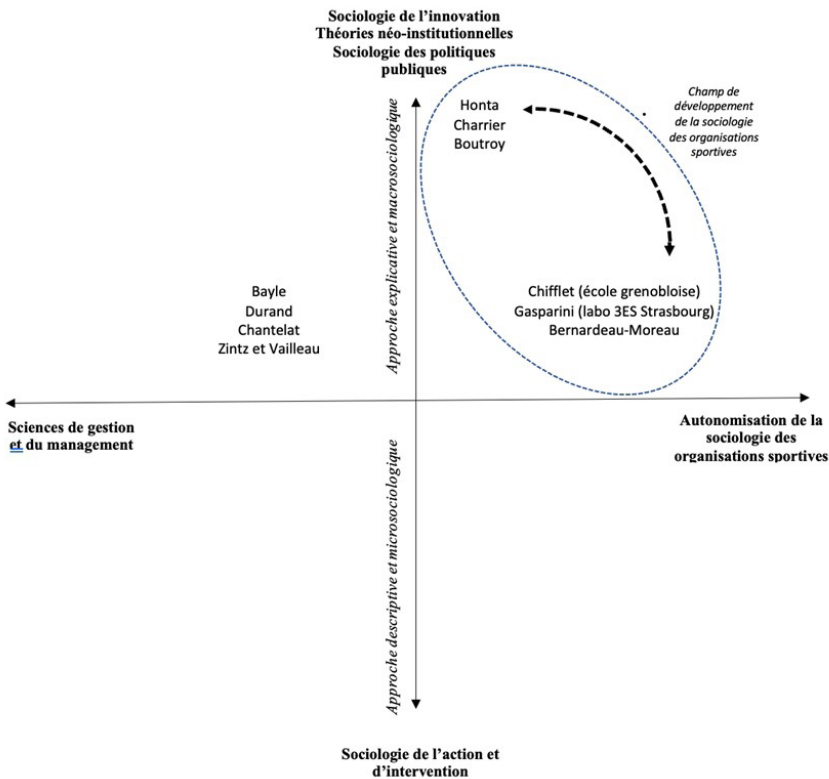 Sociologie de l’innovation
Théories néo-institutionnelles
Sociologie des politiques
publiques
Champ de
développement
de la sociologie
des organisations
sportives
Honta
Charrier
Boutroy
Approche explicative et macrosociologique
Bayle
Durand
Chantelat
Zintz et Vailleau
Chifflet (école grenobloise)
Gasparini (labo 3ES Strasbourg)
Bernardeau-Moreau
Sciences de gestion
et du management
Autonomisation de la
sociologie des
organisations sportives
Approche descriptive et microsociologique
Sociologie de l’action et
d’intervention